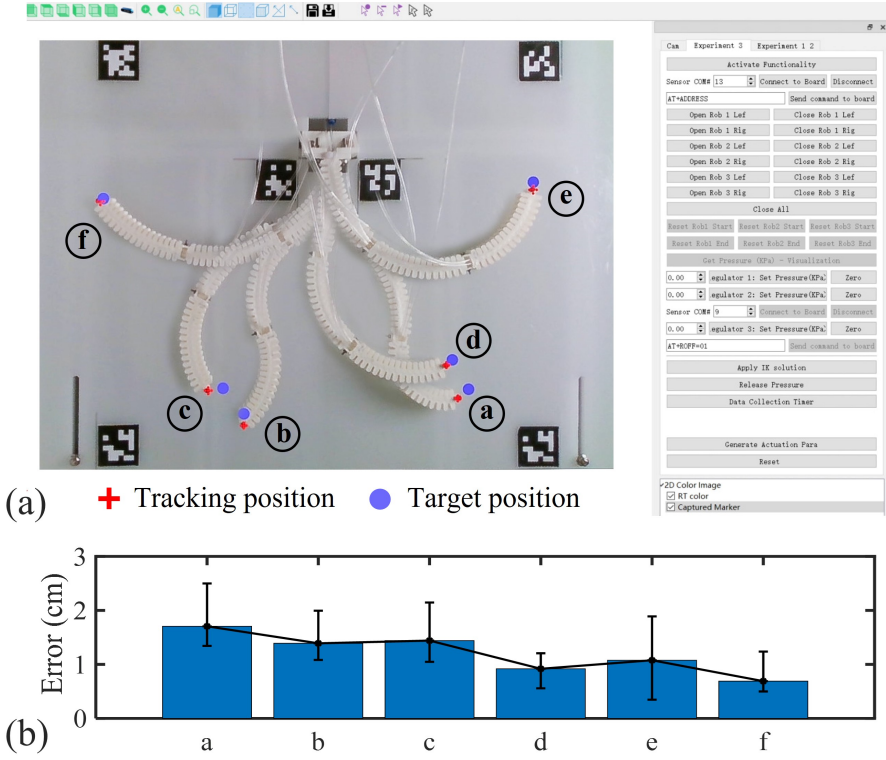 Cam Experiment 3 Experiment 1 2
Activate Functionality
Sensor COM# 13 Connect to Board Disconnect
AT+ADDRESS Send command to board
Open Rob 1 Lef Close Rob 1 Lef
Open Rob 1 Rig Close Rob 1 Rig
Open Rob 2 Lef Close Rob 2 Lef
Open Rob 2 Rig Close Rob 2 Rig
Open Rob 3 Lef Close Rob 3 Lef
Open Rob 3 Rig Close Rob 3 Rig
Close All
Reset Rob1 Start Reset Rob2 Start Reset Rob3 Start
Reset Rob1 End Reset Rob2 End Reset Rob3 End
Get Pressure (KPa) - Visualization
0.00 egulator 1: Set Pressure(KPa) Zero
0.00 egulator 2: Set Pressure(KPa) Zero
Sensor COM# 9 Connect to Board Disconnect
0.00 egulator 3: Set Pressure(KPa) Zero
AT+ROFF=01 Send command to board
Apply IK solution
Release Pressure
Data Collection Timer
Generate Actuation Para
Reset
2D Color Image
RT color
Captured Marker
e
f
d
c
a
b
(a) Tracking position Target position
(b)
Error (cm)
3
2
1
0
a b c d e f